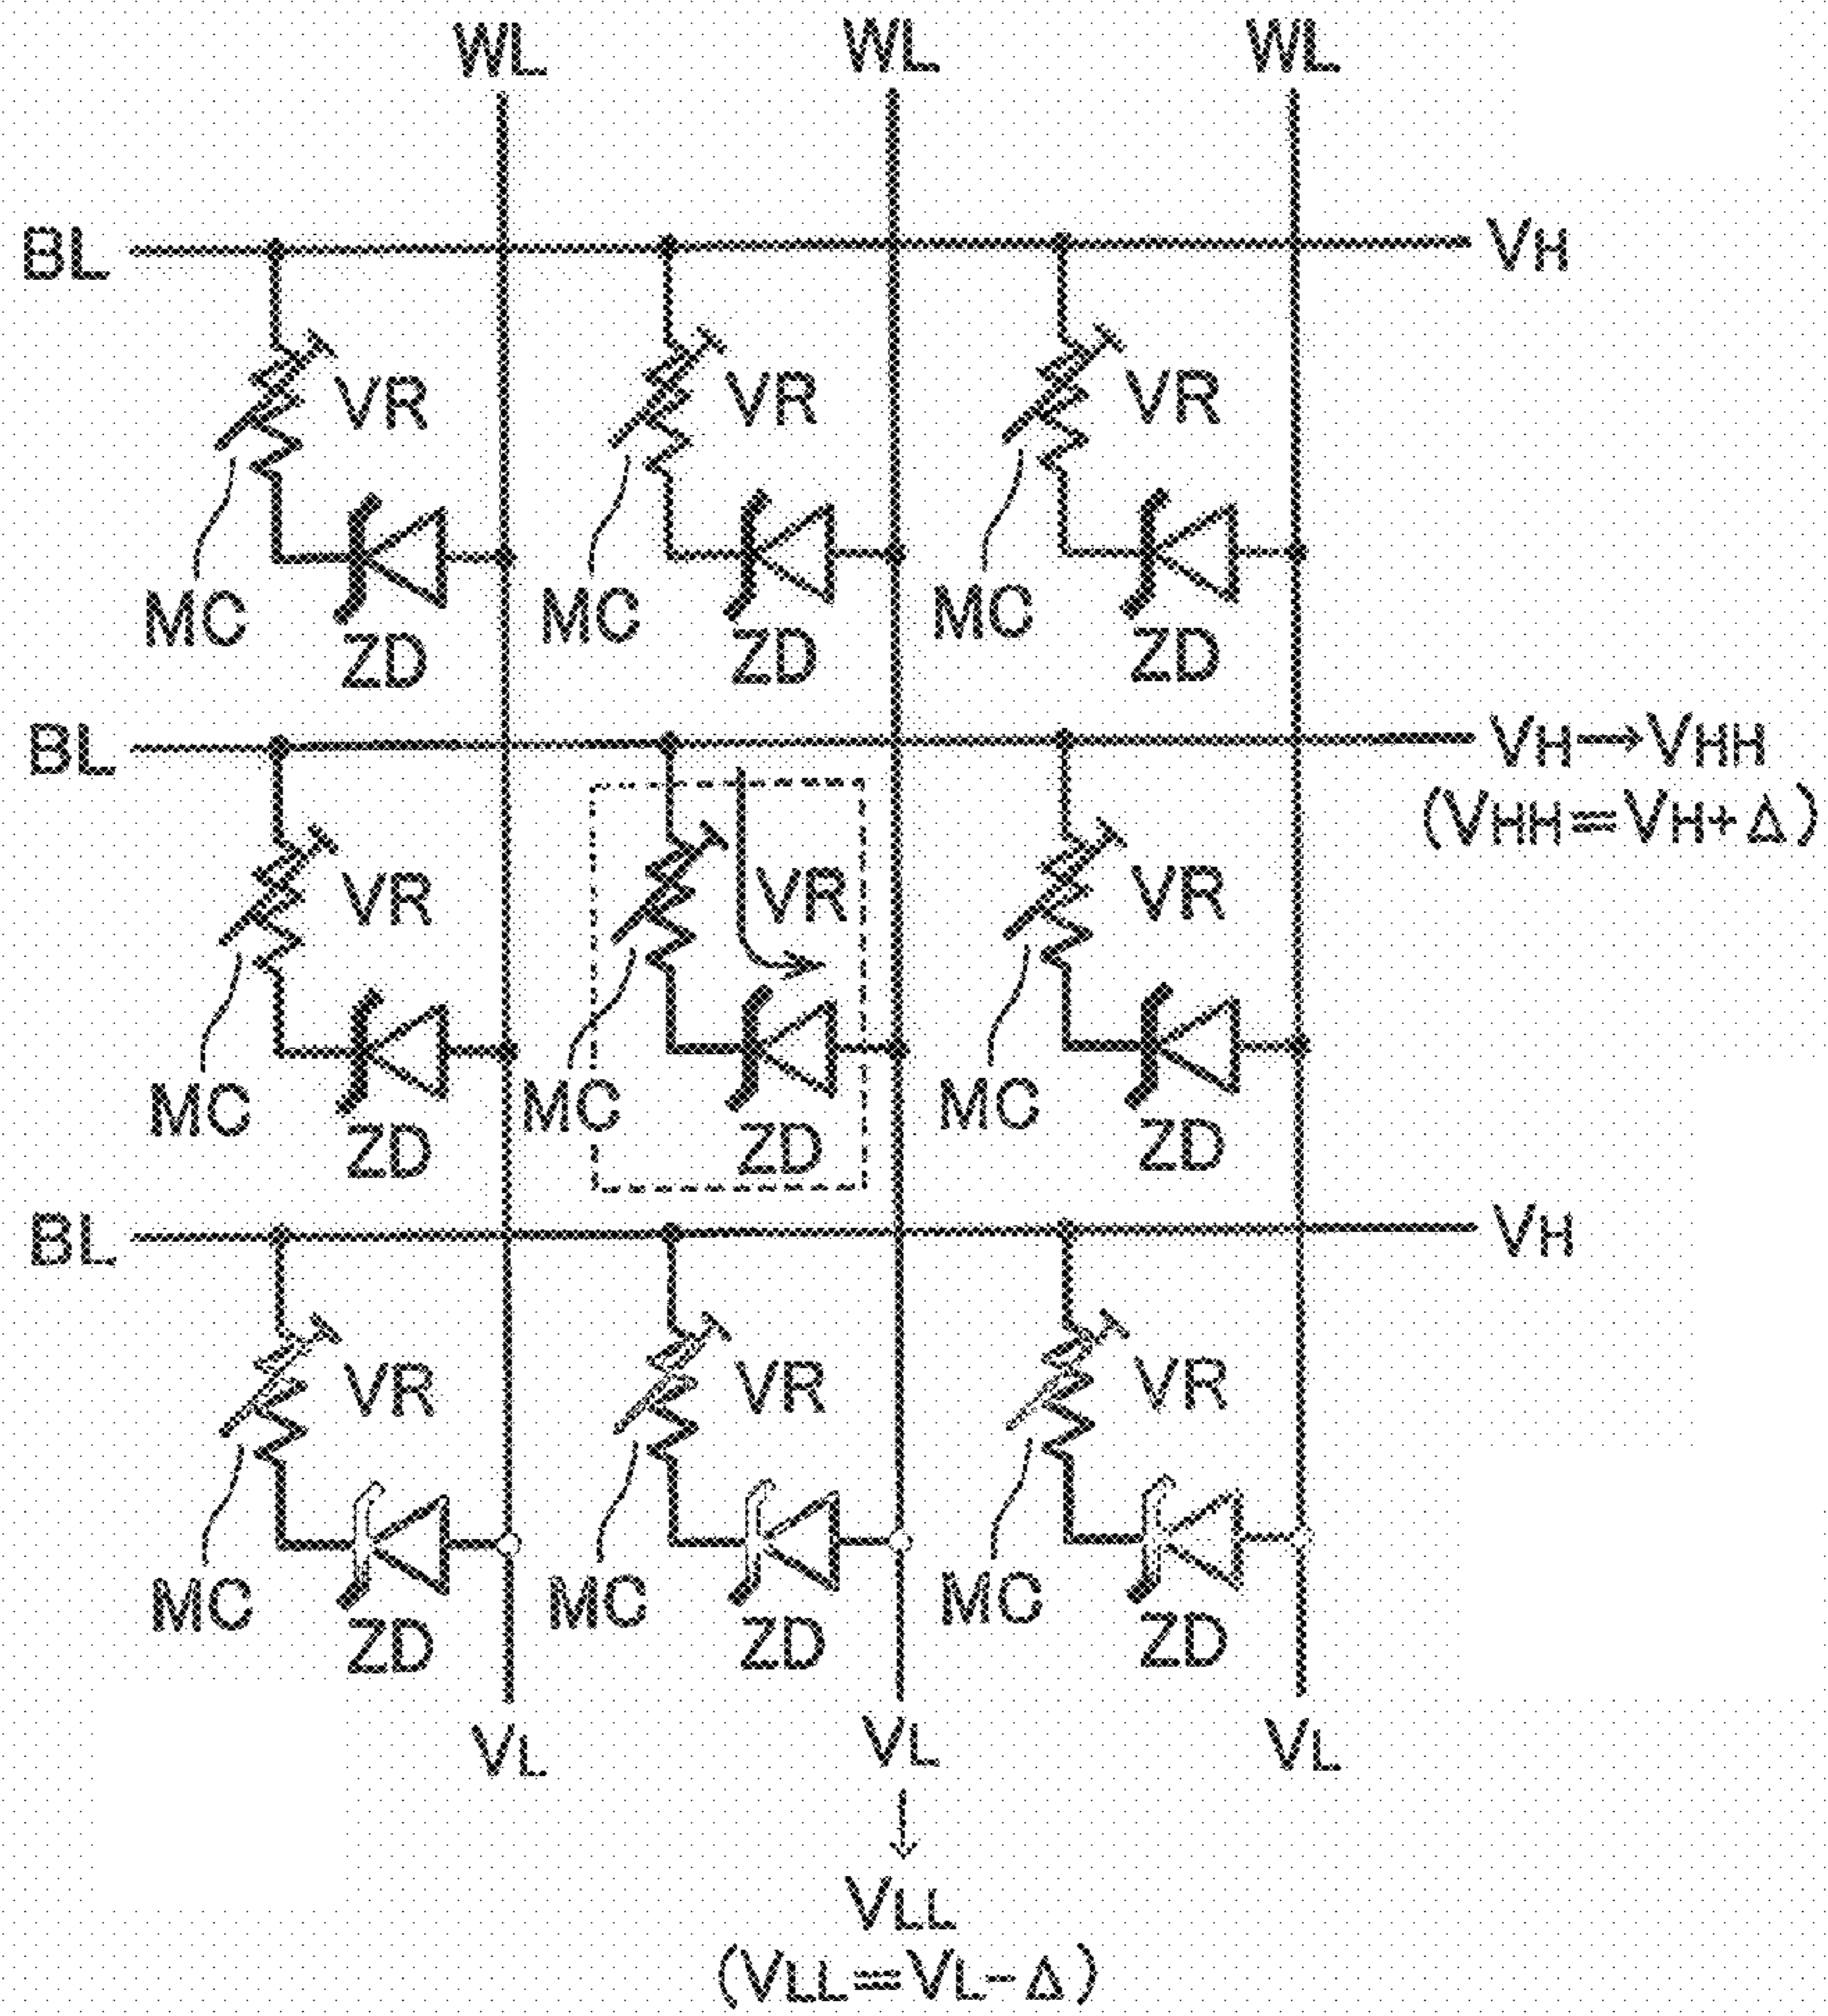 WL WL WL
BL VH
VR VR VR
MC MC MC
ZD ZD ZD
BL VH→VHH
(VHH=VH+Δ)
VR VR VR
MC MC MC
ZD ZD ZD
BL VH
VR VR VR
MC MC MC
ZD ZD ZD
VL VL VL
↓
VLL
(VLL=VL-Δ)